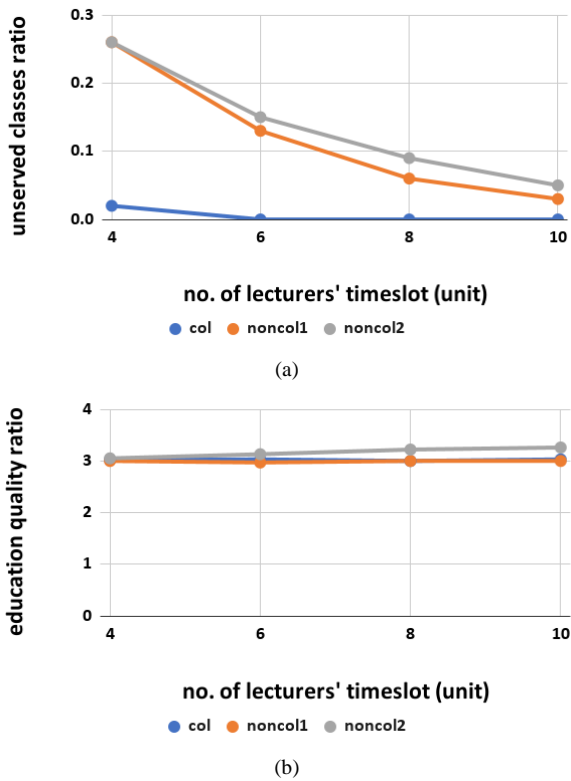 unserved classes ratio
0.3
0.2
0.1
0.0
4 6 8 10
no. of lecturers' timeslot (unit)
col noncol1 noncol2
(a)
education quality ratio
4
3
2
1
0
4 6 8 10
no. of lecturers' timeslot (unit)
col noncol1 noncol2
(b)